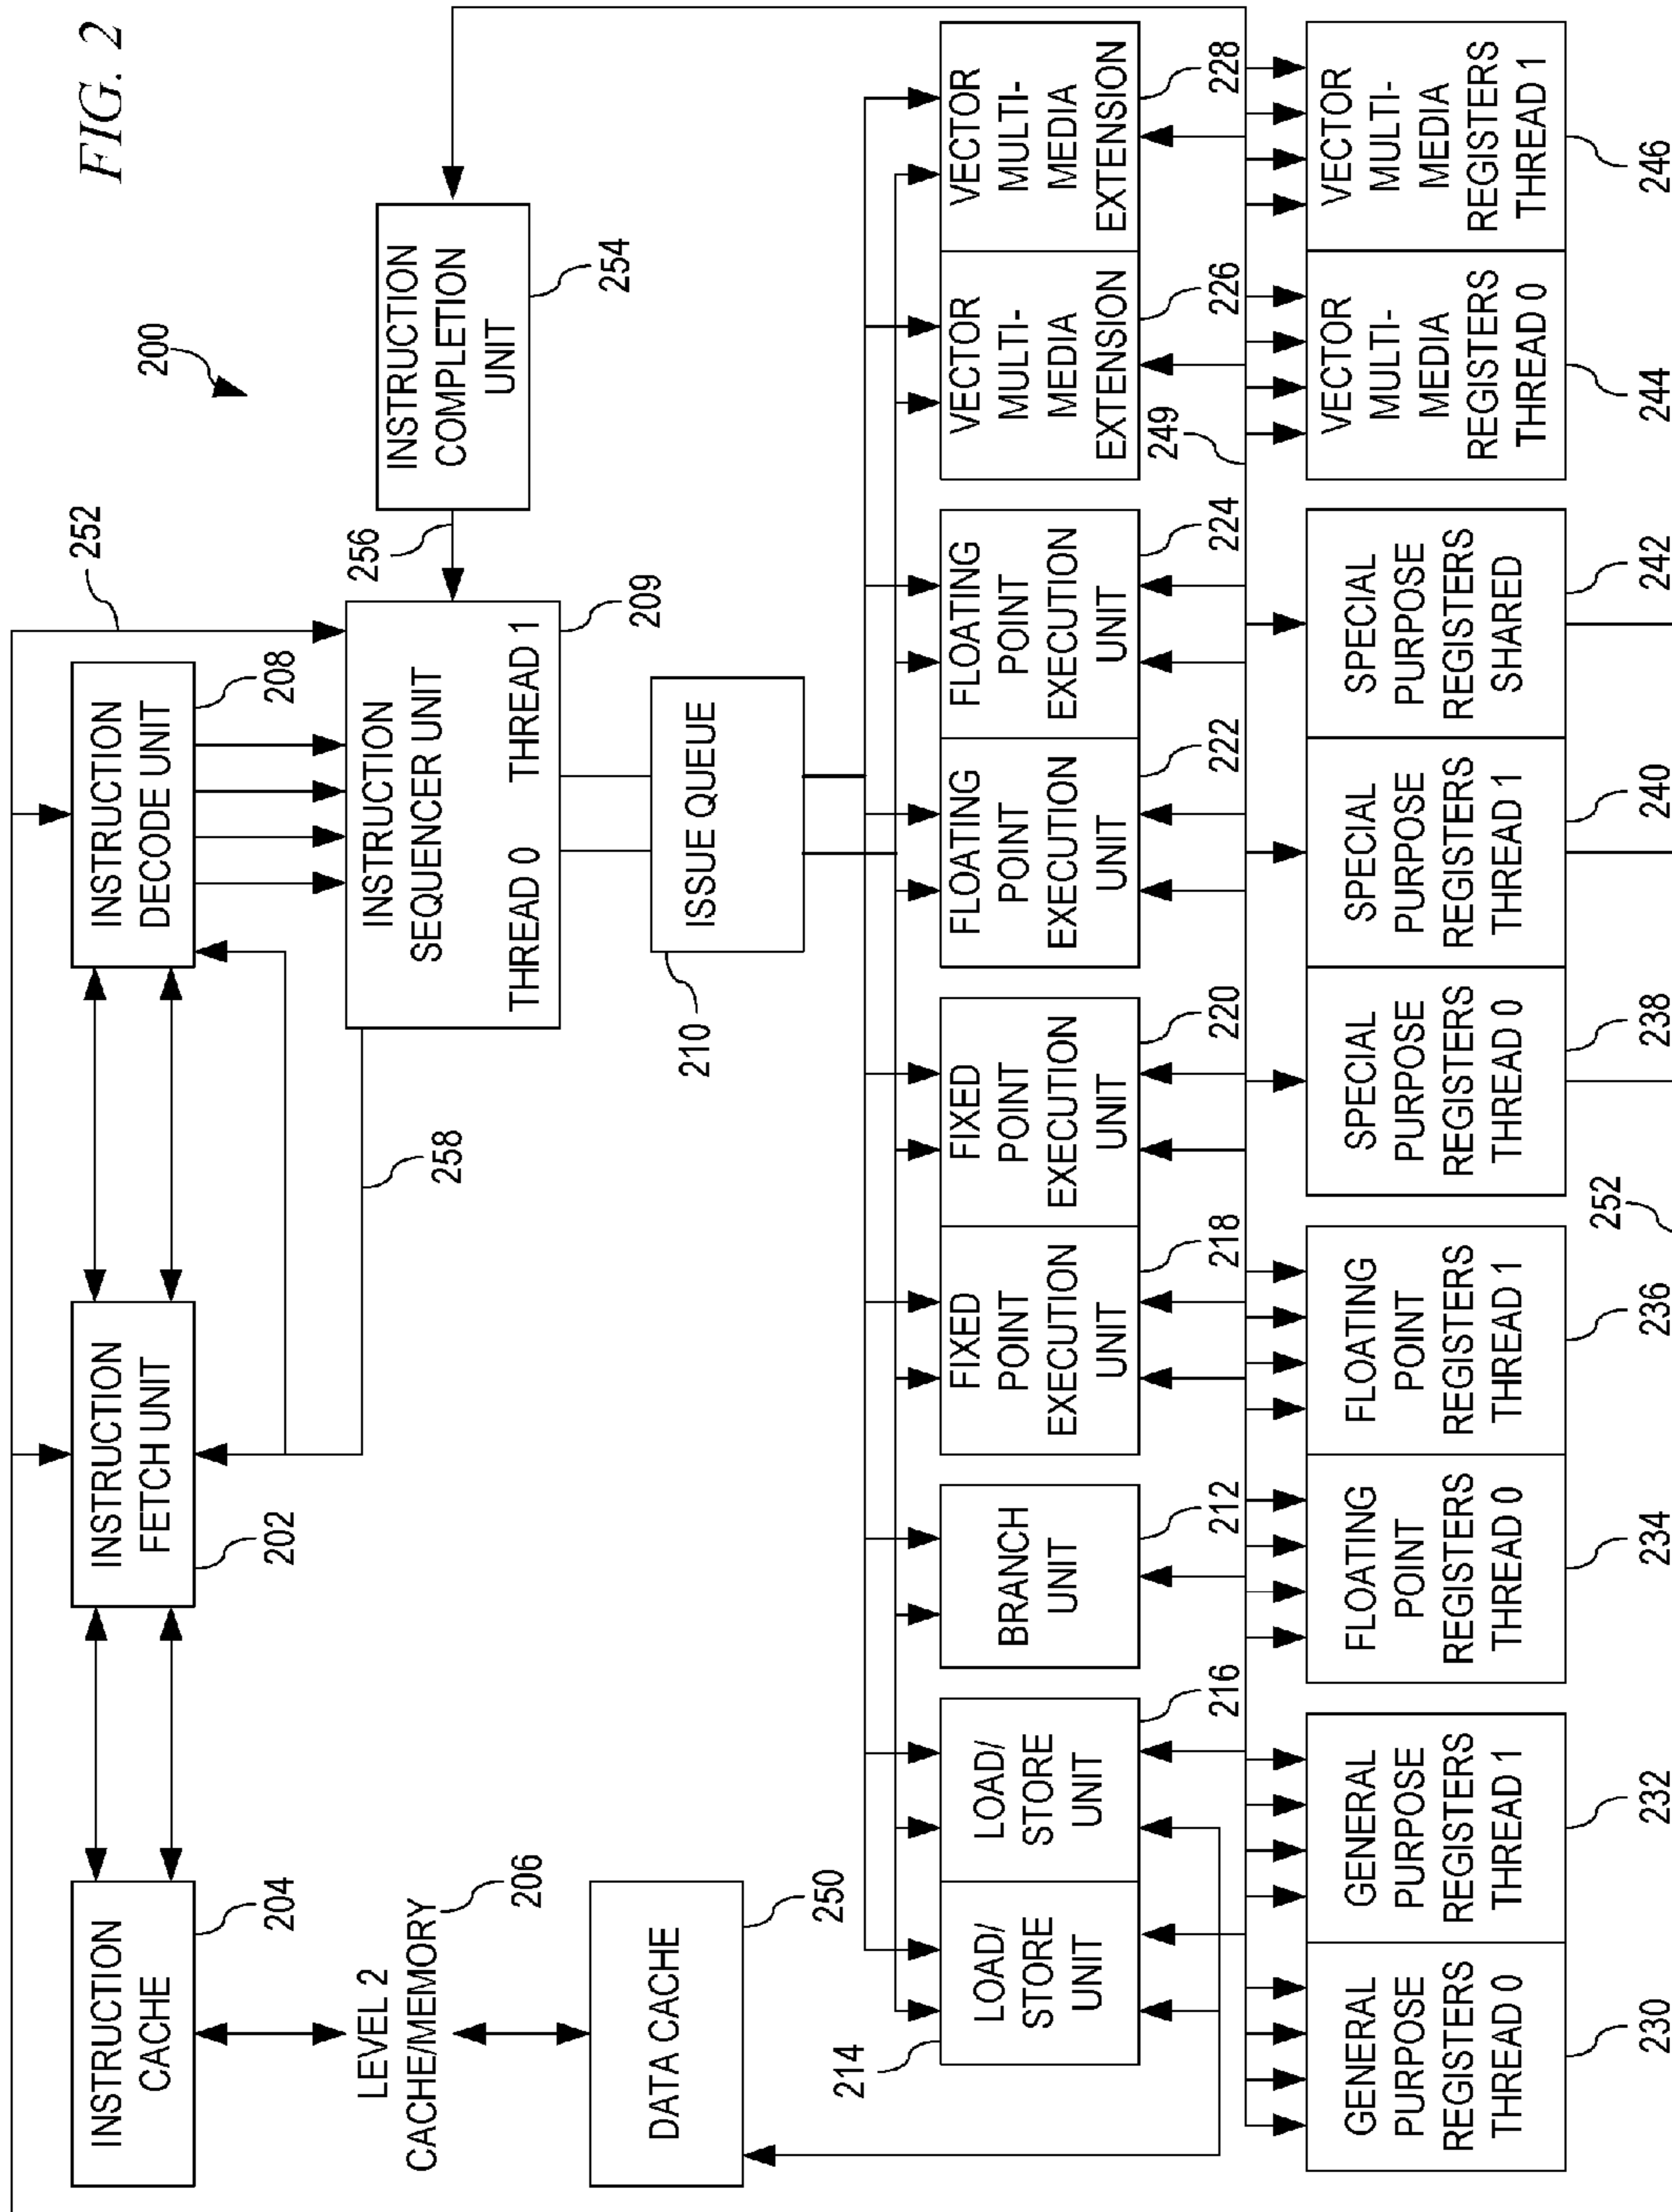 FIG. 2
200
252
INSTRUCTION
CACHE
204
INSTRUCTION
FETCH UNIT
202
INSTRUCTION
DECODE UNIT
208
LEVEL 2
CACHE/MEMORY
206
DATA CACHE
250
258
INSTRUCTION
SEQUENCER UNIT
THREAD 0 THREAD 1
209
256
INSTRUCTION
COMPLETION
UNIT
254
ISSUE QUEUE
210
214
LOAD/
STORE
UNIT
LOAD/
STORE
UNIT
216
BRANCH
UNIT
212
FIXED
POINT
EXECUTION
UNIT
218
FIXED
POINT
EXECUTION
UNIT
220
FLOATING
POINT
EXECUTION
UNIT
222
FLOATING
POINT
EXECUTION
UNIT
224
VECTOR
MULTI-
MEDIA
EXTENSION
226
VECTOR
MULTI-
MEDIA
EXTENSION
228
249
GENERAL
PURPOSE
REGISTERS
THREAD 0
230
GENERAL
PURPOSE
REGISTERS
THREAD 1
232
FLOATING
POINT
REGISTERS
THREAD 0
234
FLOATING
POINT
REGISTERS
THREAD 1
236
SPECIAL
PURPOSE
REGISTERS
THREAD 0
238
SPECIAL
PURPOSE
REGISTERS
THREAD 1
240
SPECIAL
PURPOSE
REGISTERS
SHARED
242
VECTOR
MULTI-
MEDIA
REGISTERS
THREAD 0
244
VECTOR
MULTI-
MEDIA
REGISTERS
THREAD 1
246
252